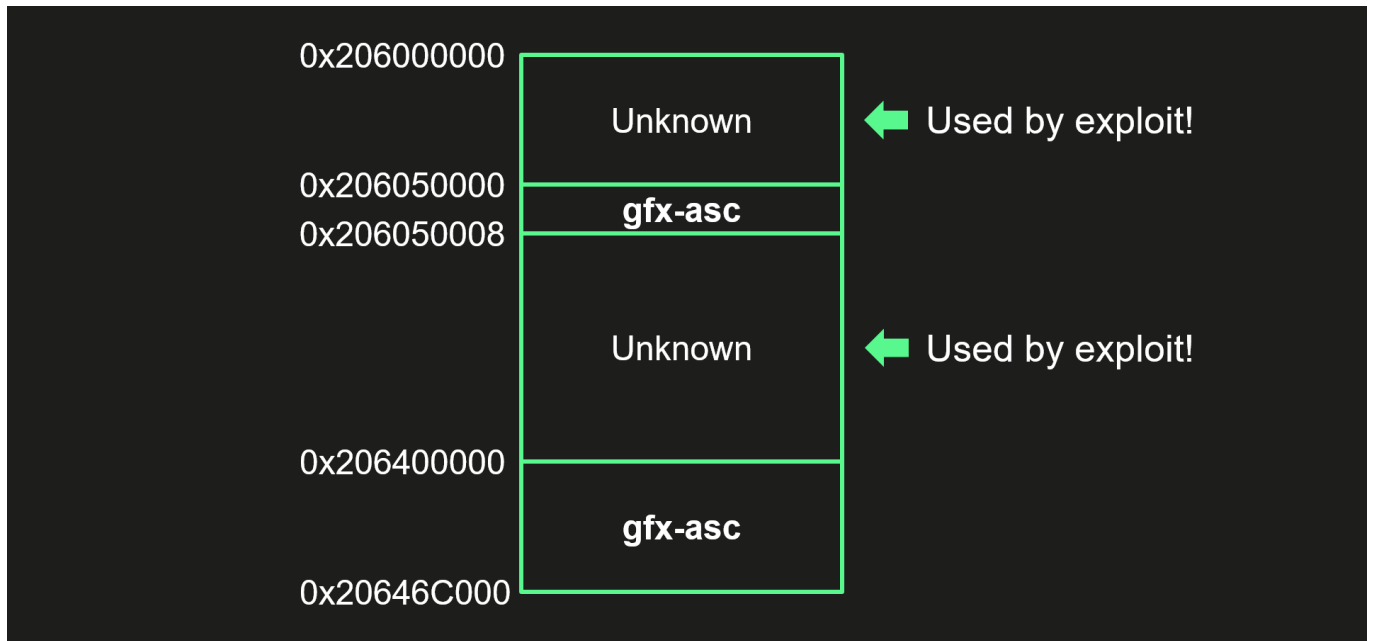 0x206000000
Unknown
Used by exploit!
0x206050000
gfx-asc
0x206050008
Unknown
Used by exploit!
0x206400000
gfx-asc
0x20646C000